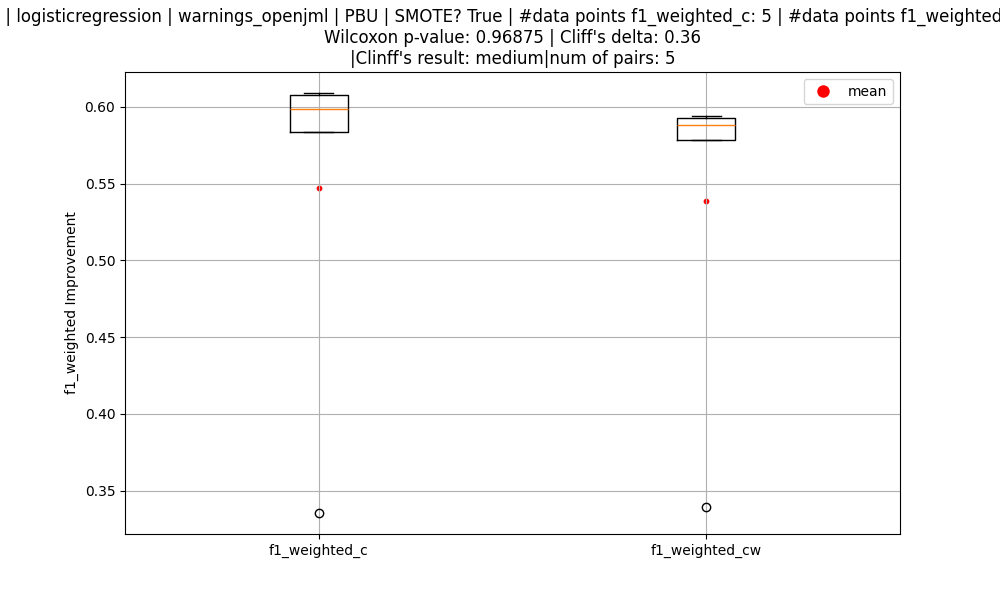 | logisticregression | warnings_openjml | PBU | SMOTE? True | #data points f1_weighted_c: 5 | #data points f1_weighted
Wilcoxon p-value: 0.96875 | Cliff's delta: 0.36
|Clinff's result: medium|num of pairs: 5
mean
0.60
0.55
0.50
0.45
0.40
0.35
f1_weighted Improvement
f1_weighted_c
f1_weighted_cw